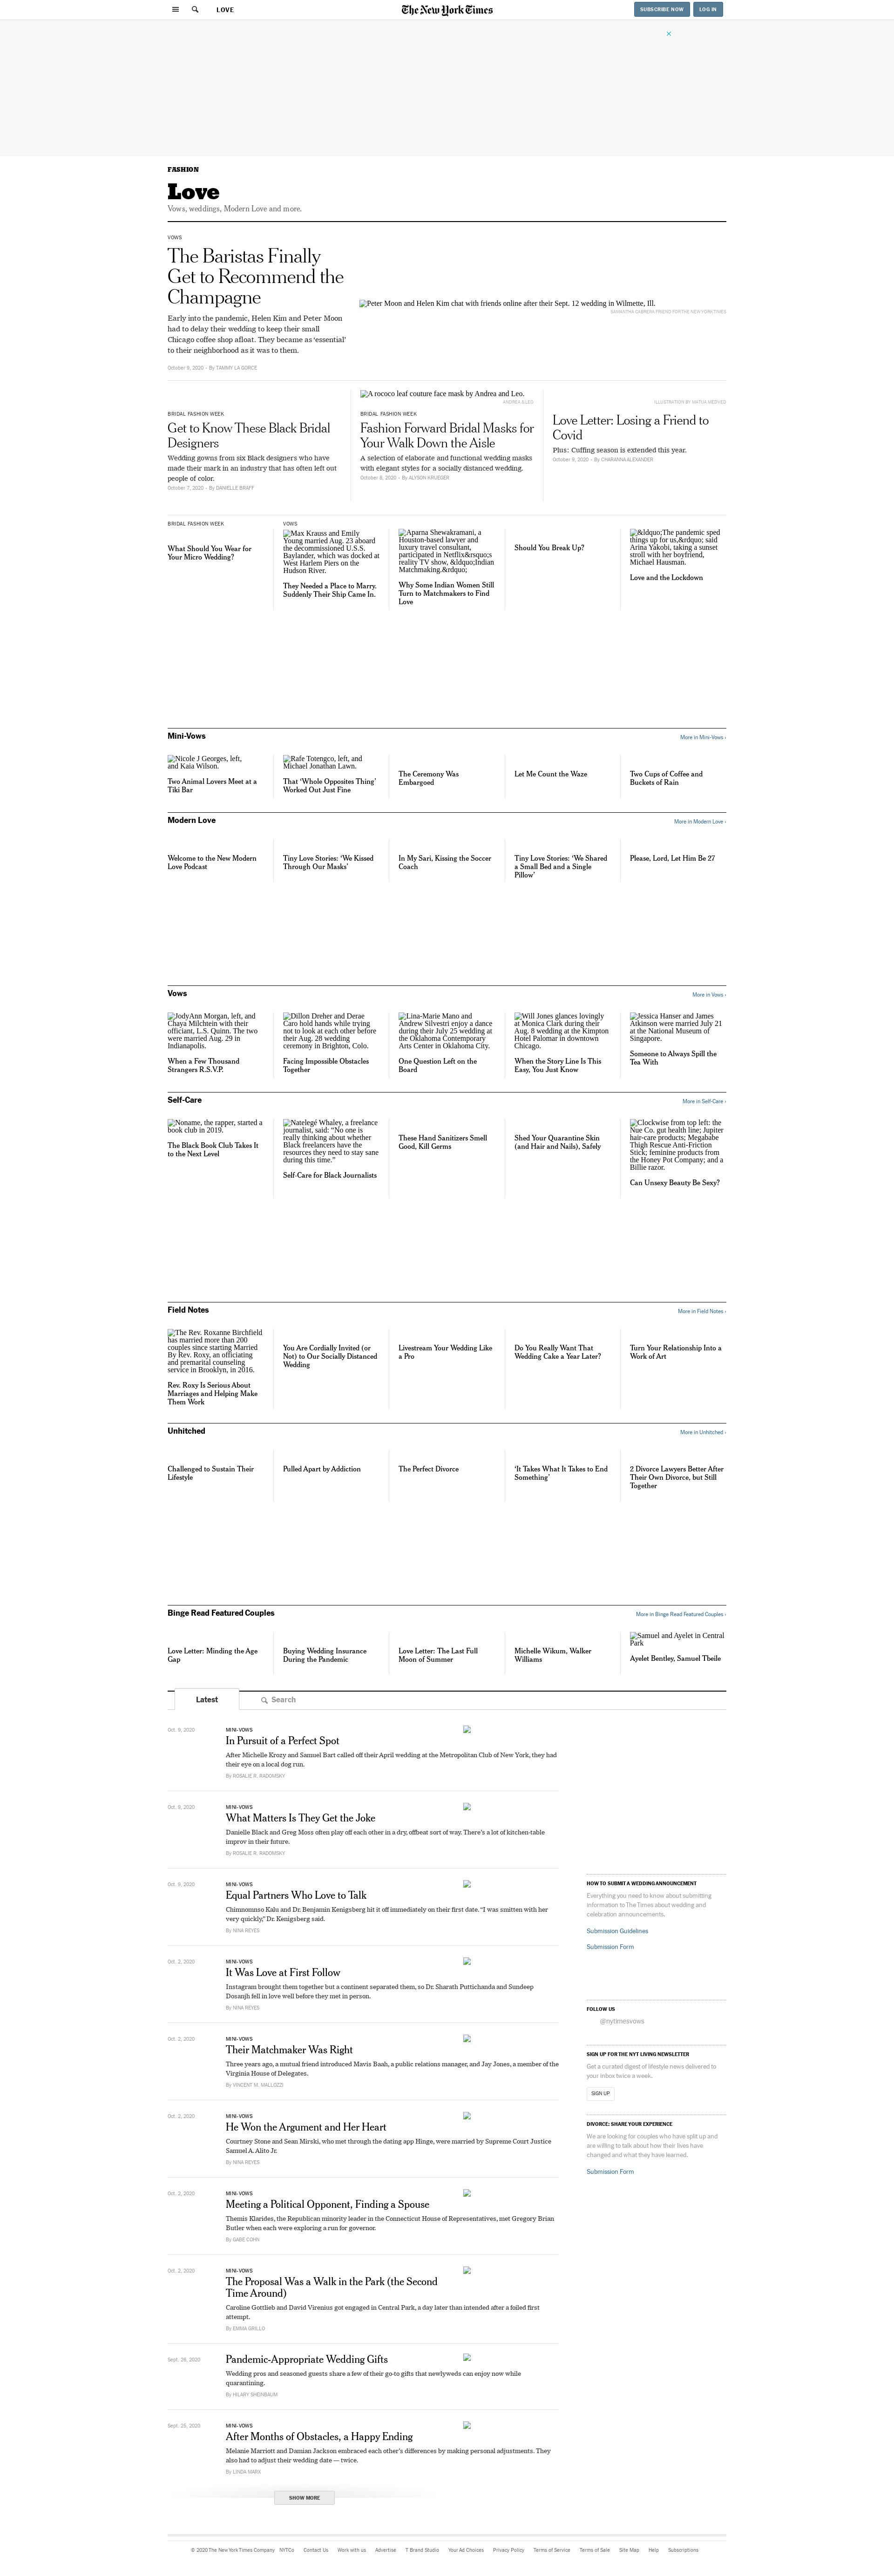 LOVE
The New York Times
SUBSCRIBE NOW
LOG IN
FASHION
Love
Vows, weddings, Modern Love and more.
VOWS
The Baristas Finally
Get to Recommend the
Champagne
Early into the pandemic, Helen Kim and Peter Moon
had to delay their wedding to keep their small
Chicago coffee shop afloat. They became as ‘essential’
to their neighborhood as it was to them.
October 9, 2020 – By TAMMY LA GORCE
Peter Moon and Helen Kim chat with friends online after their Sept. 12 wedding in Wilmette, Ill.
SAMANTHA CABRERA FRIEND FOR THE NEW YORK TIMES
BRIDAL FASHION WEEK
Get to Know These Black Bridal
Designers
Wedding gowns from six Black designers who have
made their mark in an industry that has often left out
people of color.
October 7, 2020 – By DANIELLE BRAFF
A rococo leaf couture face mask by Andrea and Leo.
ANDREA & LEO
BRIDAL FASHION WEEK
Fashion Forward Bridal Masks for
Your Walk Down the Aisle
A selection of elaborate and functional wedding masks
with elegant styles for a socially distanced wedding.
October 8, 2020 – By ALYSON KRUEGER
ILLUSTRATION BY MATIJA MEDVED
Love Letter: Losing a Friend to
Covid
Plus: Cuffing season is extended this year.
October 9, 2020 – By CHARANNA ALEXANDER
BRIDAL FASHION WEEK
What Should You Wear for
Your Micro Wedding?
VOWS
Max Krauss and Emily
Young married Aug. 23 aboard
the decommissioned U.S.S.
Baylander, which was docked at
West Harlem Piers on the
Hudson River.
They Needed a Place to Marry.
Suddenly Their Ship Came In.
Aparna Shewakramani, a
Houston-based lawyer and
luxury travel consultant,
participated in Netflix&rsquo;s
reality TV show, &ldquo;Indian
Matchmaking.&rdquo;
Why Some Indian Women Still
Turn to Matchmakers to Find
Love
Should You Break Up?
&ldquo;The pandemic sped
things up for us,&rdquo; said
Arina Yakobi, taking a sunset
stroll with her boyfriend,
Michael Hausman.
Love and the Lockdown
Mini-Vows
More in Mini-Vows ›
Nicole J Georges, left,
and Kaia Wilson.
Two Animal Lovers Meet at a
Tiki Bar
Rafe Totengco, left, and
Michael Jonathan Lawn.
That ‘Whole Opposites Thing’
Worked Out Just Fine
The Ceremony Was
Embargoed
Let Me Count the Waze
Two Cups of Coffee and
Buckets of Rain
Modern Love
More in Modern Love ›
Welcome to the New Modern
Love Podcast
Tiny Love Stories: ‘We Kissed
Through Our Masks’
In My Sari, Kissing the Soccer
Coach
Tiny Love Stories: ‘We Shared
a Small Bed and a Single
Pillow’
Please, Lord, Let Him Be 27
Vows
More in Vows ›
JodyAnn Morgan, left, and
Chaya Milchtein with their
officiant, L.S. Quinn. The two
were married Aug. 29 in
Indianapolis.
When a Few Thousand
Strangers R.S.V.P.
Dillon Dreher and Derae
Caro hold hands while trying
not to look at each other before
their Aug. 28 wedding
ceremony in Brighton, Colo.
Facing Impossible Obstacles
Together
Lina-Marie Mano and
Andrew Silvestri enjoy a dance
during their July 25 wedding at
the Oklahoma Contemporary
Arts Center in Oklahoma City.
One Question Left on the
Board
Will Jones glances lovingly
at Monica Clark during their
Aug. 8 wedding at the Kimpton
Hotel Palomar in downtown
Chicago.
When the Story Line Is This
Easy, You Just Know
Jessica Hanser and James
Atkinson were married July 21
at the National Museum of
Singapore.
Someone to Always Spill the
Tea With
Self-Care
More in Self-Care ›
Noname, the rapper, started a
book club in 2019.
The Black Book Club Takes It
to the Next Level
Natelegé Whaley, a freelance
journalist, said: “No one is
really thinking about whether
Black freelancers have the
resources they need to stay sane
during this time.”
Self-Care for Black Journalists
These Hand Sanitizers Smell
Good, Kill Germs
Shed Your Quarantine Skin
(and Hair and Nails), Safely
Clockwise from top left: the
Nue Co. gut health line; Jupiter
hair-care products; Megababe
Thigh Rescue Anti-Friction
Stick; feminine products from
the Honey Pot Company; and a
Billie razor.
Can Unsexy Beauty Be Sexy?
Field Notes
More in Field Notes ›
The Rev. Roxanne Birchfield
has married more than 200
couples since starting Married
By Rev. Roxy, an officiating
and premarital counseling
service in Brooklyn, in 2016.
Rev. Roxy Is Serious About
Marriages and Helping Make
Them Work
You Are Cordially Invited (or
Not) to Our Socially Distanced
Wedding
Livestream Your Wedding Like
a Pro
Do You Really Want That
Wedding Cake a Year Later?
Turn Your Relationship Into a
Work of Art
Unhitched
More in Unhitched ›
Challenged to Sustain Their
Lifestyle
Pulled Apart by Addiction
The Perfect Divorce
‘It Takes What It Takes to End
Something’
2 Divorce Lawyers Better After
Their Own Divorce, but Still
Together
Binge Read Featured Couples
More in Binge Read Featured Couples ›
Love Letter: Minding the Age
Gap
Buying Wedding Insurance
During the Pandemic
Love Letter: The Last Full
Moon of Summer
Michelle Wikum, Walker
Williams
Samuel and Ayelet in Central
Park
Ayelet Bentley, Samuel Tbeile
Latest
Search
Oct. 9, 2020
MINI-VOWS
In Pursuit of a Perfect Spot
After Michelle Krozy and Samuel Bart called off their April wedding at the Metropolitan Club of New York, they had
their eye on a local dog run.
By ROSALIE R. RADOMSKY
Oct. 9, 2020
MINI-VOWS
What Matters Is They Get the Joke
Danielle Black and Greg Moss often play off each other in a dry, offbeat sort of way. There’s a lot of kitchen-table
improv in their future.
By ROSALIE R. RADOMSKY
Oct. 9, 2020
MINI-VOWS
Equal Partners Who Love to Talk
Chimnomnso Kalu and Dr. Benjamin Kenigsberg hit it off immediately on their first date. “I was smitten with her
very quickly,” Dr. Kenigsberg said.
By NINA REYES
Oct. 2, 2020
MINI-VOWS
It Was Love at First Follow
Instagram brought them together but a continent separated them, so Dr. Sharath Puttichanda and Sundeep
Dosanjh fell in love well before they met in person.
By NINA REYES
Oct. 2, 2020
MINI-VOWS
Their Matchmaker Was Right
Three years ago, a mutual friend introduced Mavis Baah, a public relations manager, and Jay Jones, a member of the
Virginia House of Delegates.
By VINCENT M. MALLOZZI
Oct. 2, 2020
MINI-VOWS
He Won the Argument and Her Heart
Courtney Stone and Sean Mirski, who met through the dating app Hinge, were married by Supreme Court Justice
Samuel A. Alito Jr.
By NINA REYES
Oct. 2, 2020
MINI-VOWS
Meeting a Political Opponent, Finding a Spouse
Themis Klarides, the Republican minority leader in the Connecticut House of Representatives, met Gregory Brian
Butler when each were exploring a run for governor.
By GABE COHN
Oct. 2, 2020
MINI-VOWS
The Proposal Was a Walk in the Park (the Second
Time Around)
Caroline Gottlieb and David Virenius got engaged in Central Park, a day later than intended after a foiled first
attempt.
By EMMA GRILLO
Sept. 26, 2020
Pandemic-Appropriate Wedding Gifts
Wedding pros and seasoned guests share a few of their go-to gifts that newlyweds can enjoy now while
quarantining.
By HILARY SHEINBAUM
Sept. 25, 2020
MINI-VOWS
After Months of Obstacles, a Happy Ending
Melanie Marriott and Damian Jackson embraced each other’s differences by making personal adjustments. They
also had to adjust their wedding date — twice.
By LINDA MARX
SHOW MORE
HOW TO SUBMIT A WEDDING ANNOUNCEMENT
Everything you need to know about submitting
information to The Times about wedding and
celebration announcements.
Submission Guidelines
Submission Form
FOLLOW US
@nytimesvows
SIGN UP FOR THE NYT LIVING NEWSLETTER
Get a curated digest of lifestyle news delivered to
your inbox twice a week.
SIGN UP
DIVORCE: SHARE YOUR EXPERIENCE
We are looking for couples who have split up and
are willing to talk about how their lives have
changed and what they have learned.
Submission Form
© 2020 The New York Times Company NYTCo Contact Us Work with us Advertise T Brand Studio Your Ad Choices Privacy Policy Terms of Service Terms of Sale Site Map Help Subscriptions